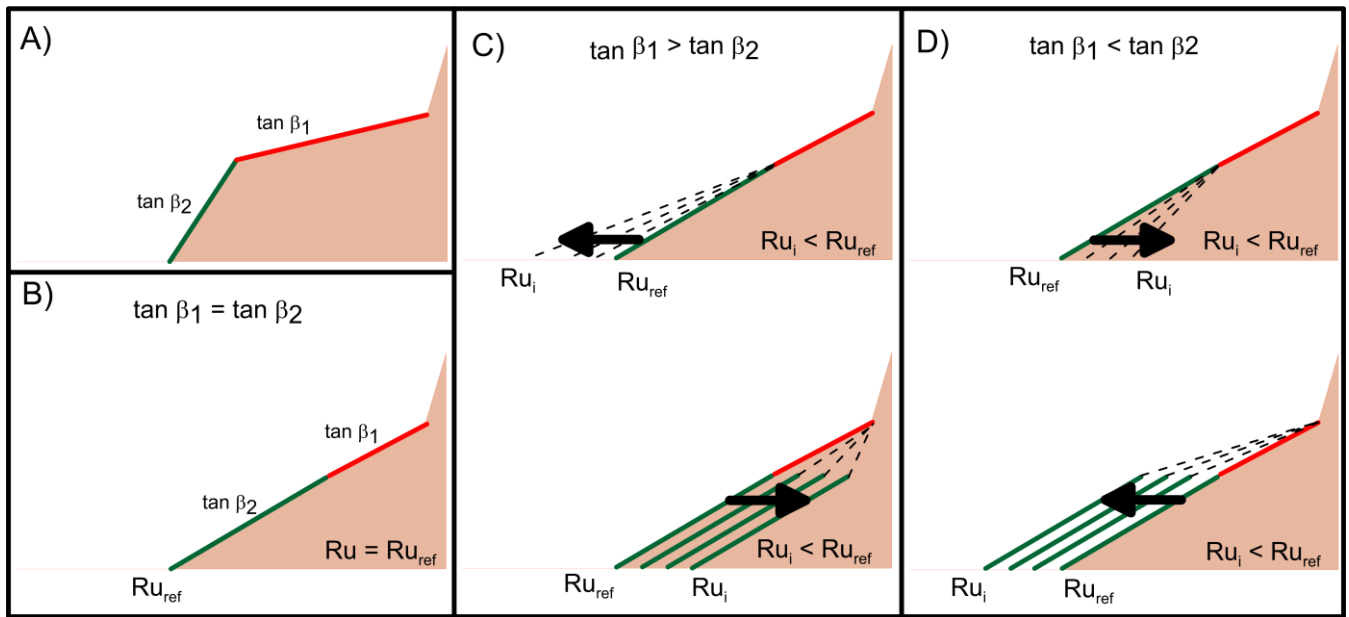 A)
tan β1
tan β2
B)
tan β1 = tan β2
tan β1
tan β2
Ru = Ruref
Ruref
C)
tan β1 > tan β2
Rui < Ruref
Rui
Ruref
Rui < Ruref
Ruref
Rui
D)
tan β1 < tan β2
Rui < Ruref
Ruref
Rui
Rui < Ruref
Rui
Ruref